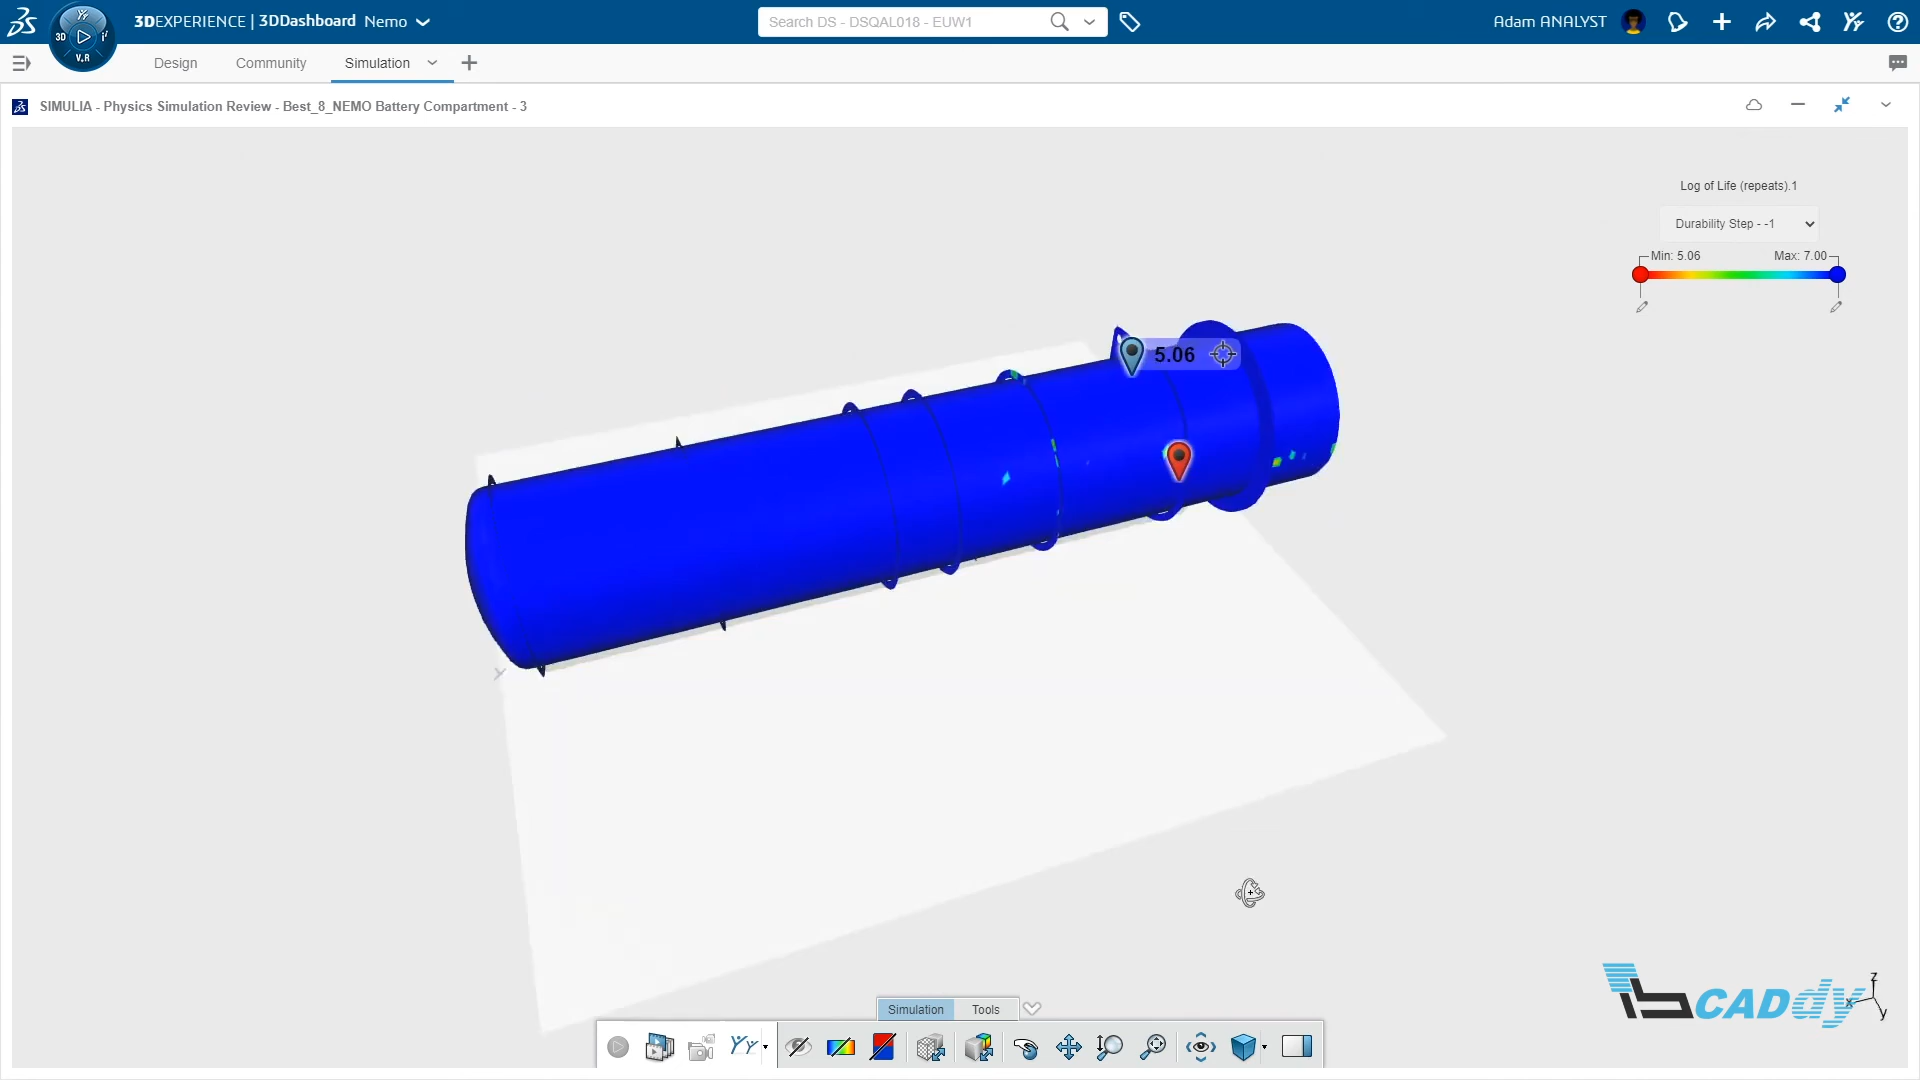 3DEXPERIENCE | 3DDashboard Nemo
Search DS - DSQAL018 - EUW1
Adam ANALYST
3D
V.R
Design
Community
Simulation
SIMULIA - Physics Simulation Review - Best_8_NEMO Battery Compartment - 3
Log of Life (repeats).1
Durability Step - -1
Min: 5.06
Max: 7.00
5.06
CADdy
z
x
y
Simulation
Tools